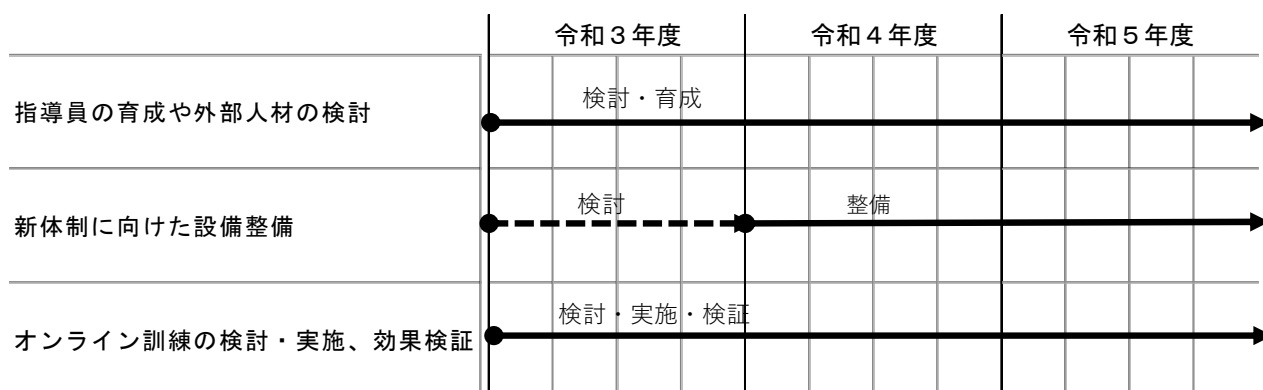 令和３年度 令和４年度 令和５年度
指導員の育成や外部人材の検討 検討・育成
新体制に向けた設備整備 検討 整備
オンライン訓練の検討・実施、効果検証 検討・実施・検証